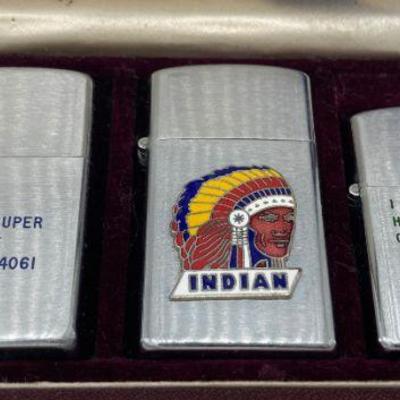 UPER
4061
INDIAN
I
H